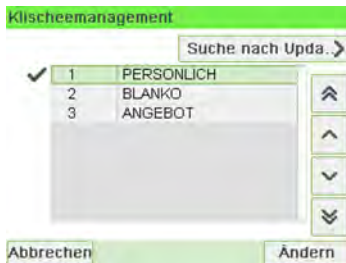 Klischeemanagement
Suche nach Upda..
1 PERSONLICH
2 BLANKO
3 ANGEBOT
Abbrechen Ändern